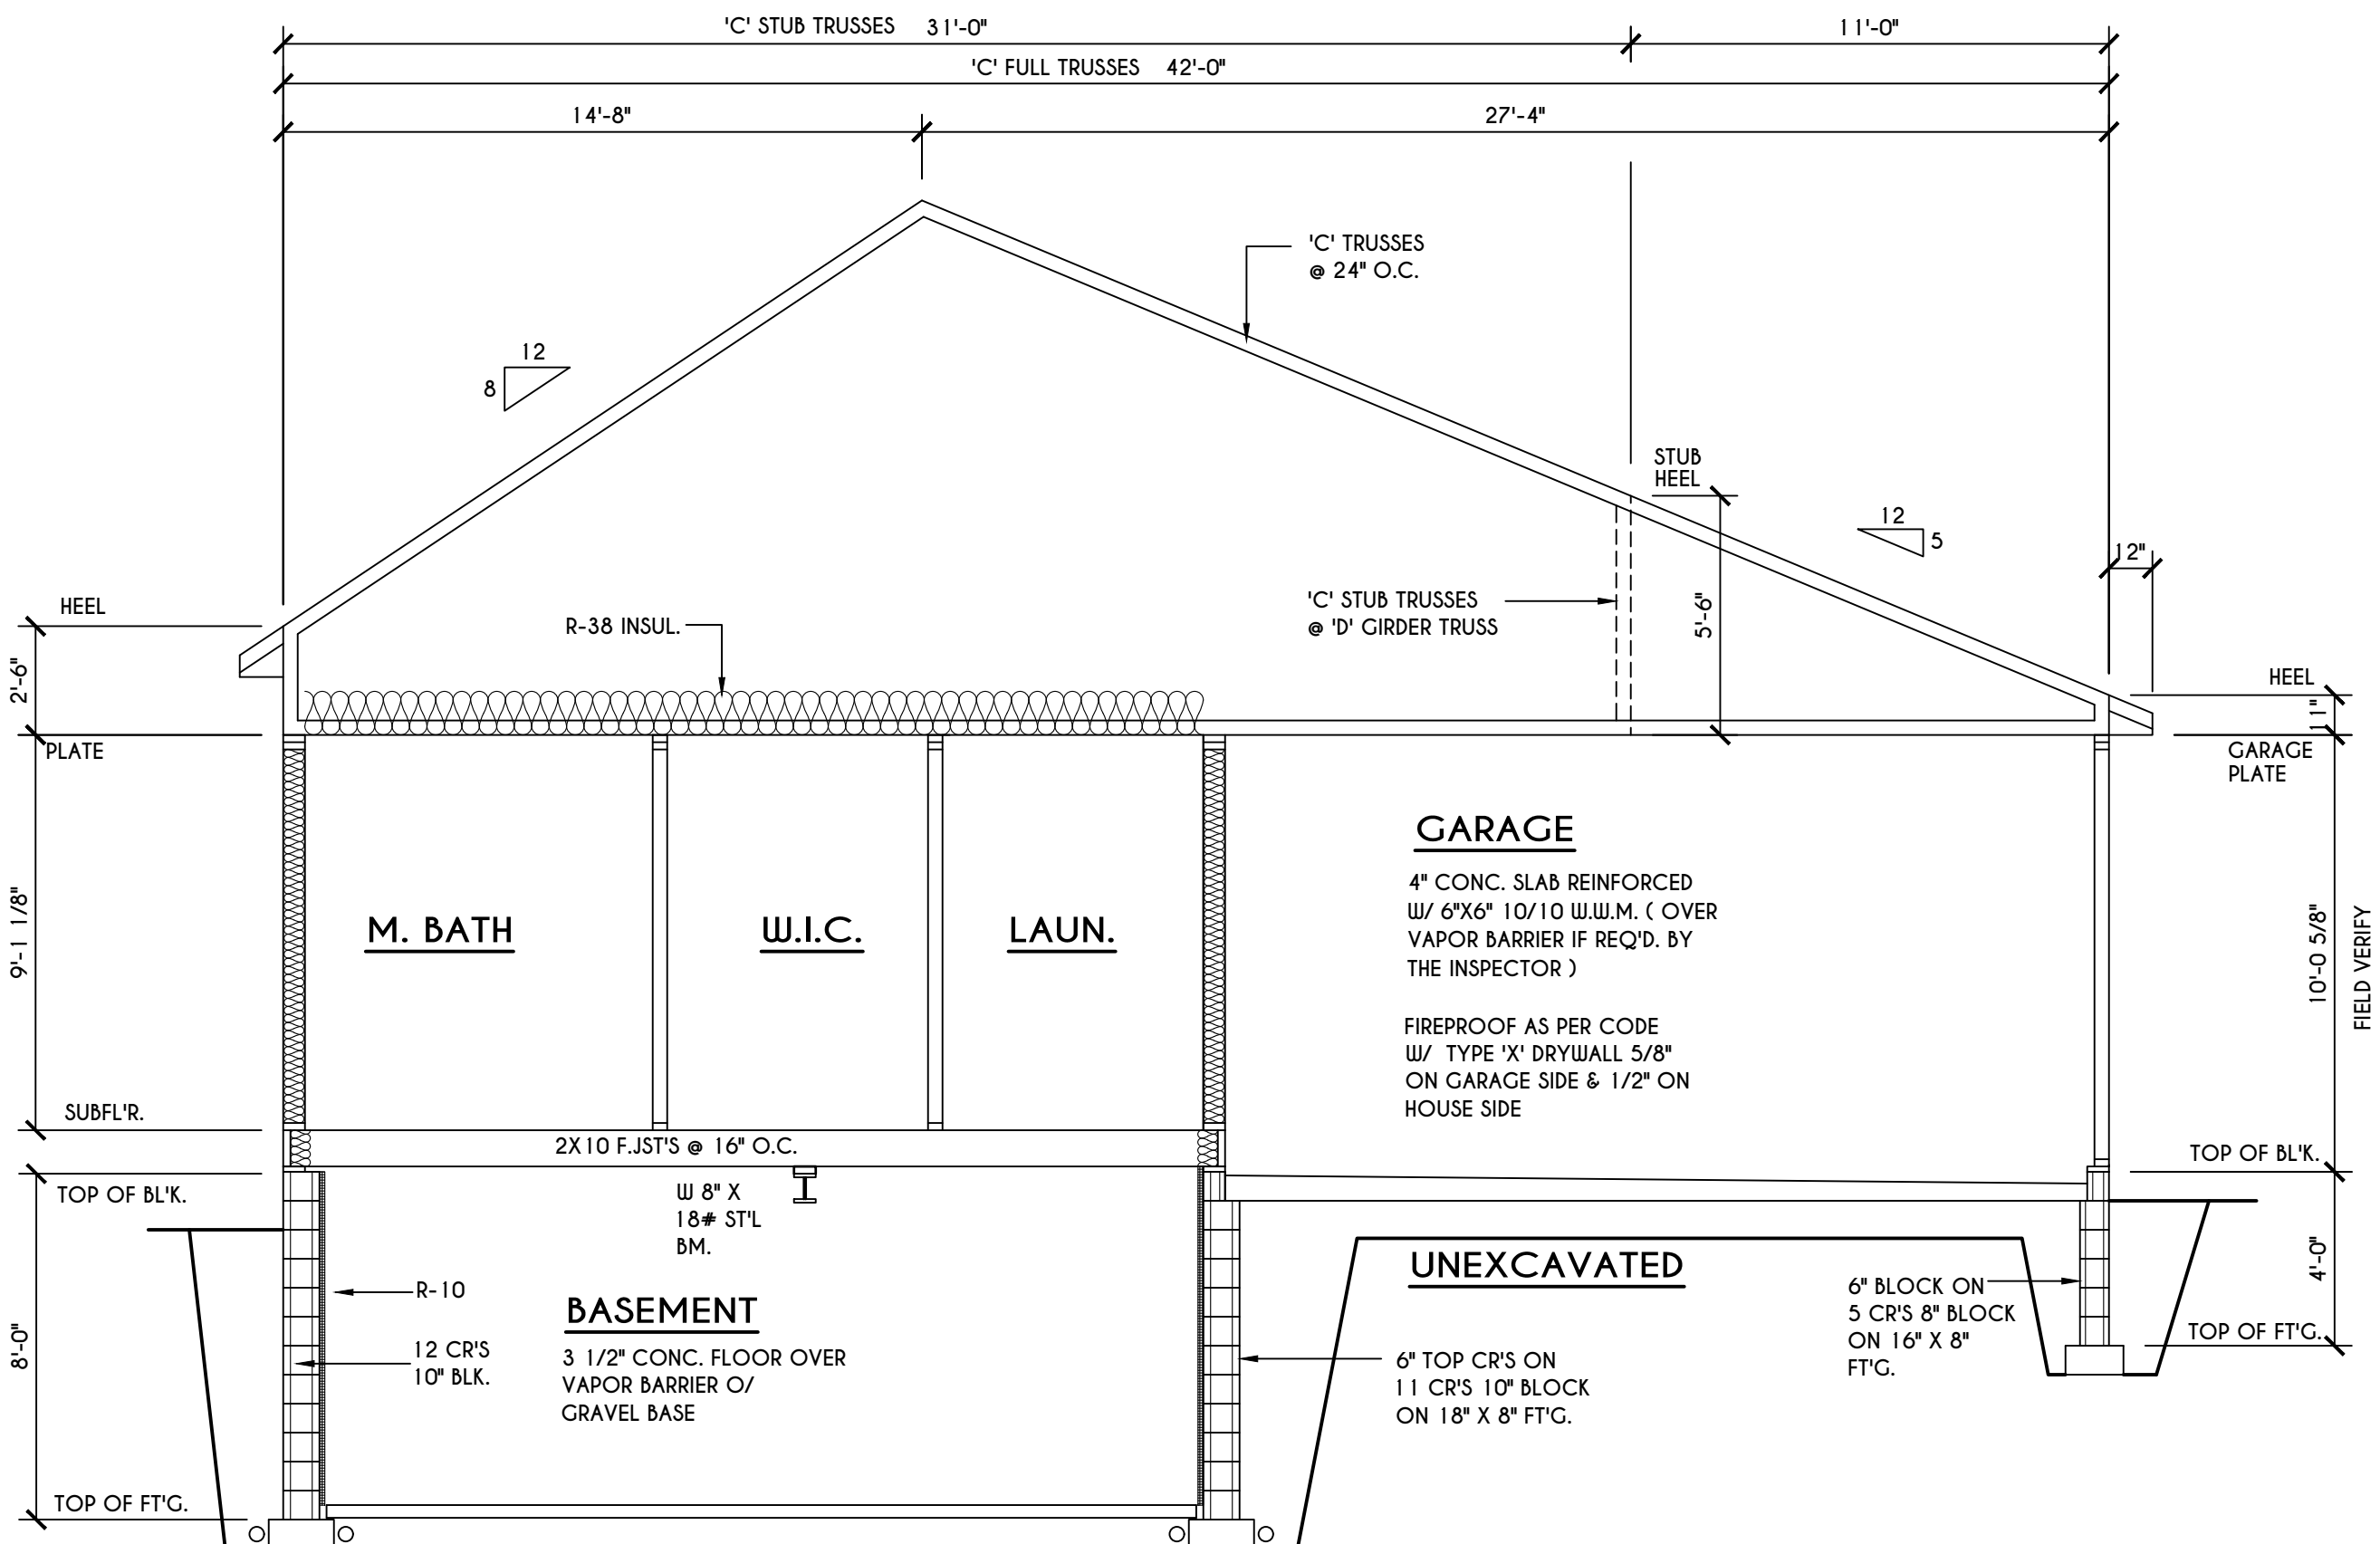 'C' STUB TRUSSES 31'-0"
11'-0"
'C' FULL TRUSSES 42'-0"
14'-8"
27'-4"
'C' TRUSSES
@ 24" O.C.
12
8
STUB
HEEL
12
5
12"
HEEL
R-38 INSUL.
'C' STUB TRUSSES
@ 'D' GIRDER TRUSS
5'-6"
2'-6"
HEEL
11"
PLATE
GARAGE
PLATE
GARAGE
4" CONC. SLAB REINFORCED
W/ 6"X6" 10/10 W.W.M. ( OVER
VAPOR BARRIER IF REQ'D. BY
THE INSPECTOR )
M. BATH
W.I.C.
LAUN.
9'-1 1/8"
10'-0 5/8"
FIELD VERIFY
FIREPROOF AS PER CODE
W/ TYPE 'X' DRYWALL 5/8"
ON GARAGE SIDE & 1/2" ON
HOUSE SIDE
SUBFL'R.
2X10 F.JST'S @ 16" O.C.
TOP OF BL'K.
TOP OF BL'K.
W 8" X
18# ST'L
BM.
UNEXCAVATED
4'-0"
R-10
BASEMENT
3 1/2" CONC. FLOOR OVER
VAPOR BARRIER O/
GRAVEL BASE
6" BLOCK ON
5 CR'S 8" BLOCK
ON 16" X 8"
FT'G.
TOP OF FT'G.
8'-0"
12 CR'S
10" BLK.
6" TOP CR'S ON
11 CR'S 10" BLOCK
ON 18" X 8" FT'G.
TOP OF FT'G.